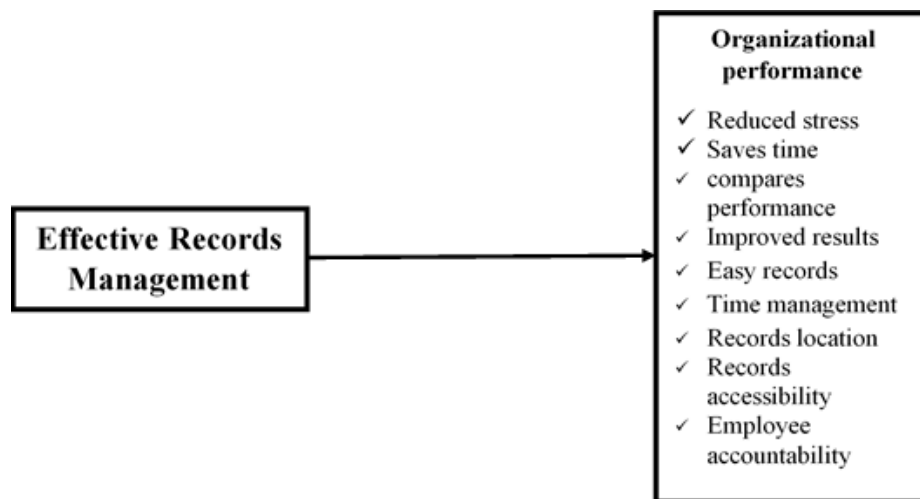 Organizational
performance
✓ Reduced stress
✓ Saves time
✓ compares
performance
✓ Improved results
✓ Easy records
✓ Time management
✓ Records location
✓ Records
accessibility
✓ Employee
accountability
Effective Records
Management